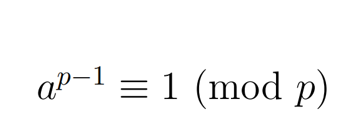 a^{p−1} ≡ 1 (mod p)